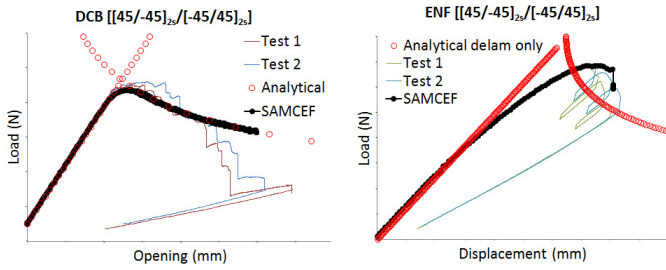 DCB [[45/-45]2s/[-45/45]2s]
Test 1
Test 2
Analytical
SAMCEF
Load (N)
Opening (mm)
ENF [[45/-45]2s/[-45/45]2s]
Analytical delam only
Test 1
Test 2
SAMCEF
Load (N)
Displacement (mm)